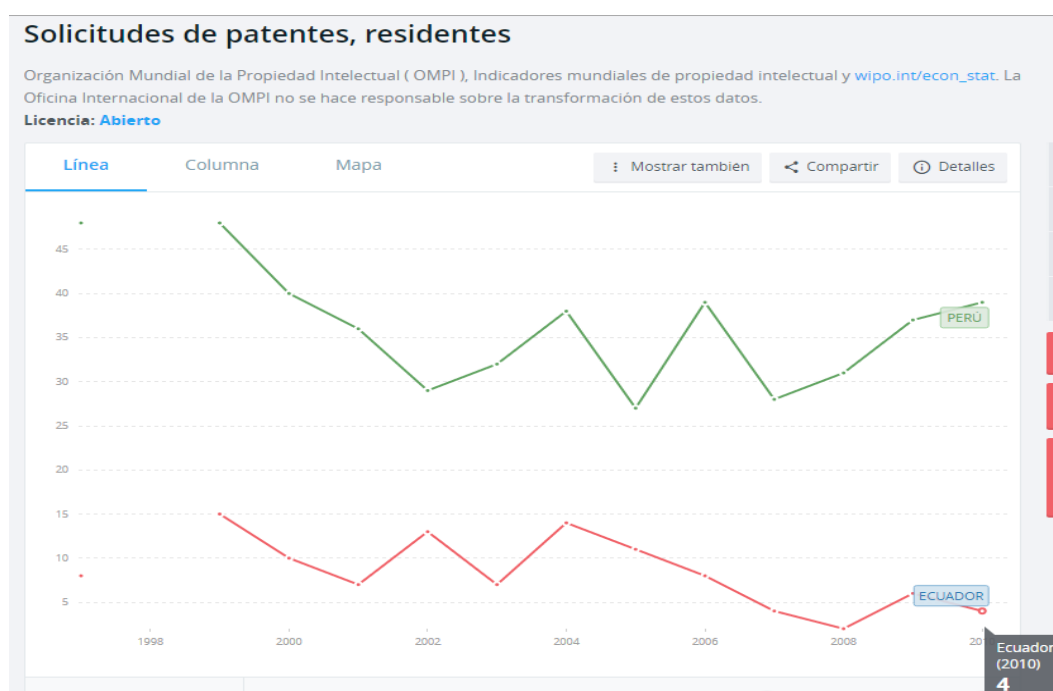 Solicitudes de patentes, residentes
Organización Mundial de la Propiedad Intelectual ( OMPI ), Indicadores mundiales de propiedad intelectual y wipo.int/econ_stat. La
Oficina Internacional de la OMPI no se hace responsable sobre la transformación de estos datos.
Licencia: Abierto
Línea Columna Mapa Mostrar también Compartir Detalles
45
40
35
30
25
20
15
10
5
PERÚ
ECUADOR
1998 2000 2002 2004 2006 2008
Ecuador
(2010)
4